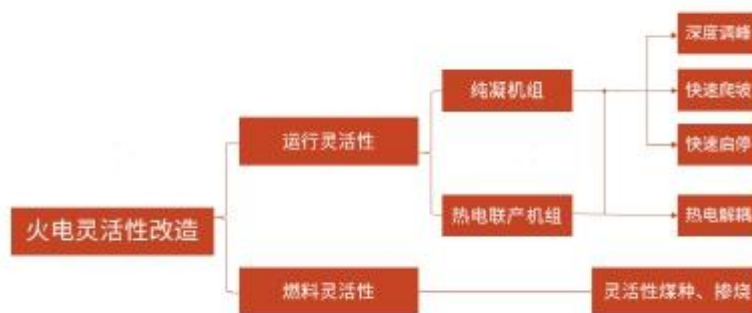 火电灵活性改造
运行灵活性
纯凝机组
深度调峰
快速爬坡
快速启停
热电联产机组
热电解耦
燃料灵活性
灵活性煤种、掺烧